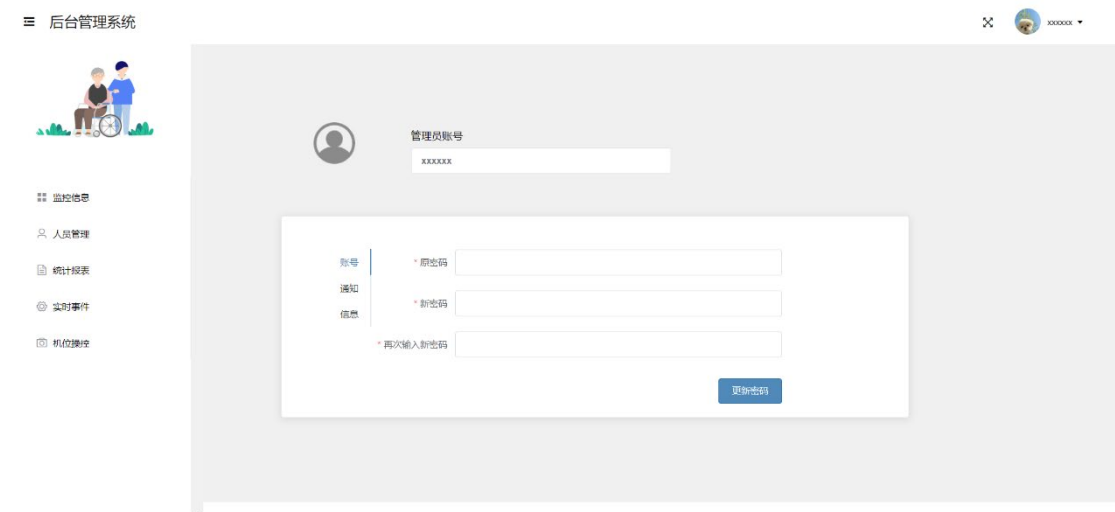 后台管理系统
xxxxxx
管理员账号
xxxxxx
监控信息
人员管理
统计报表
实时事件
机位操控
账号
通知
信息
* 原密码
* 新密码
* 再次输入新密码
更新密码